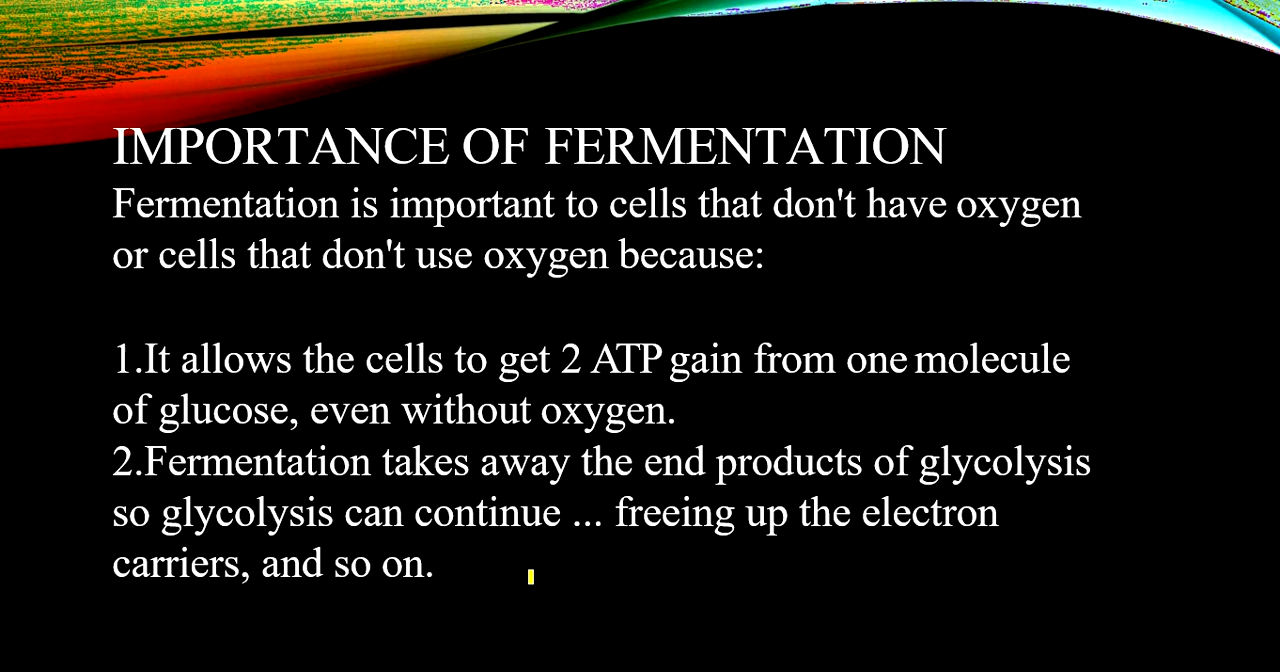 IMPORTANCE OF FERMENTATION
Fermentation is important to cells that don't have oxygen
or cells that don't use oxygen because:
1.It allows the cells to get 2 ATP gain from one molecule
of glucose, even without oxygen.
2.Fermentation takes away the end products of glycolysis
so glycolysis can continue ... freeing up the electron
carriers, and so on.